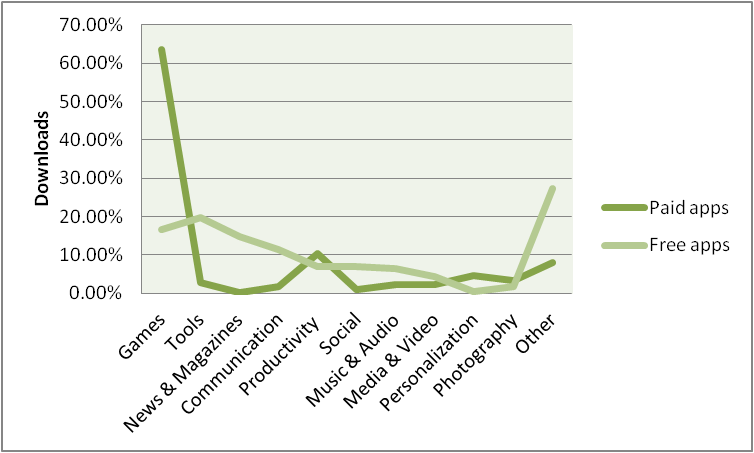 70.00%
60.00%
50.00%
40.00%
30.00%
20.00%
10.00%
0.00%
Downloads
Games
Tools
News & Magazines
Communication
Productivity
Social
Music & Audio
Media & Video
Personalization
Photography
Other
Paid apps
Free apps